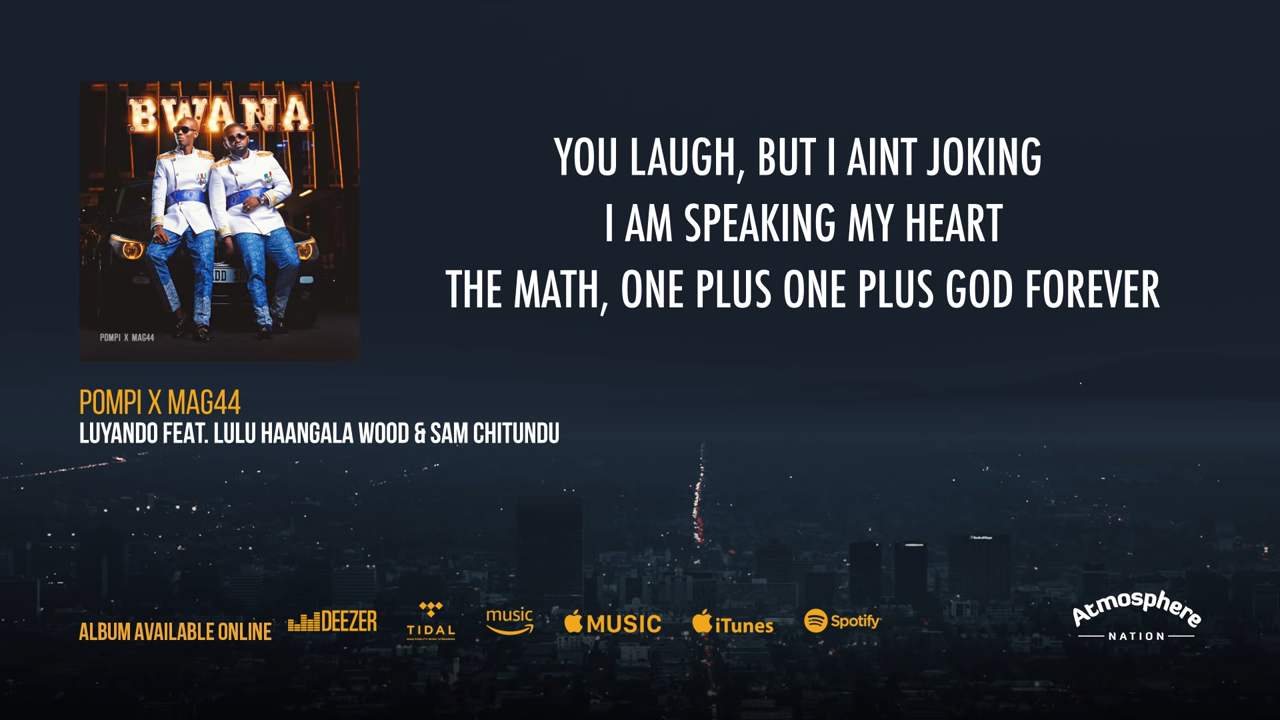 BWANA
POMPI X MAG44
YOU LAUGH, BUT I AINT JOKING
I AM SPEAKING MY HEART
THE MATH, ONE PLUS ONE PLUS GOD FOREVER
POMPI X MAG44
LUYANDO FEAT. LULU HAANGALA WOOD & SAM CHITUNDU
ALBUM AVAILABLE ONLINE
DEEZER
TIDAL
music
MUSIC
iTunes
Spotify
Atmosphere
NATION